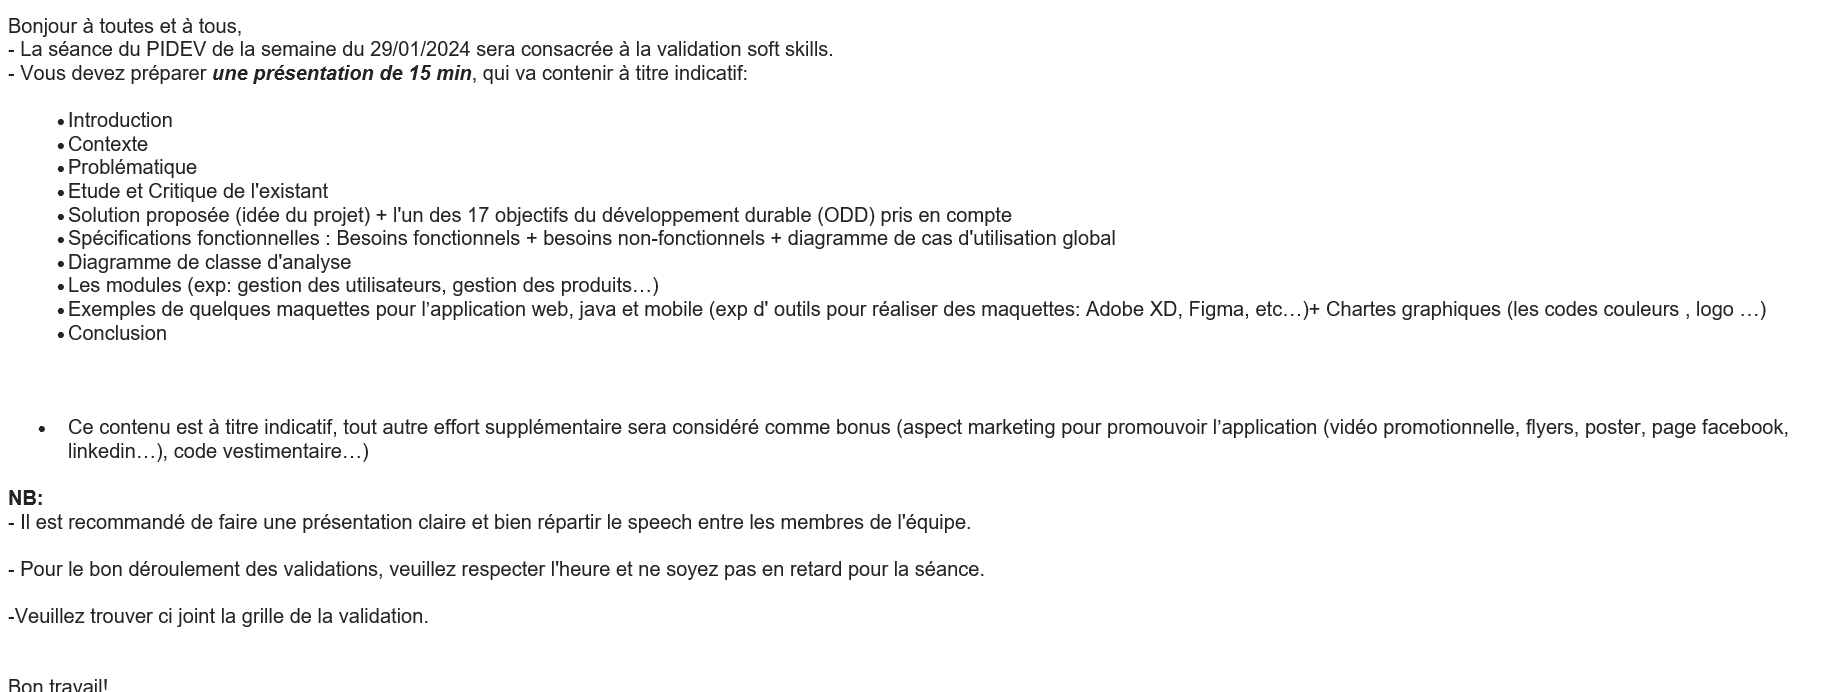 Bonjour à toutes et à tous,
- La séance du PIDEV de la semaine du 29/01/2024 sera consacrée à la validation soft skills.
- Vous devez préparer une présentation de 15 min, qui va contenir à titre indicatif:
• Introduction
• Contexte
• Problématique
• Etude et Critique de l'existant
• Solution proposée (idée du projet) + l'un des 17 objectifs du développement durable (ODD) pris en compte
• Spécifications fonctionnelles : Besoins fonctionnels + besoins non-fonctionnels + diagramme de cas d'utilisation global
• Diagramme de classe d'analyse
• Les modules (exp: gestion des utilisateurs, gestion des produits…)
• Exemples de quelques maquettes pour l’application web, java et mobile (exp d' outils pour réaliser des maquettes: Adobe XD, Figma, etc…)+ Chartes graphiques (les codes couleurs , logo …)
• Conclusion
• Ce contenu est à titre indicatif, tout autre effort supplémentaire sera considéré comme bonus (aspect marketing pour promouvoir l’application (vidéo promotionnelle, flyers, poster, page facebook,
linkedin…), code vestimentaire…)
NB:
- Il est recommandé de faire une présentation claire et bien répartir le speech entre les membres de l'équipe.
- Pour le bon déroulement des validations, veuillez respecter l'heure et ne soyez pas en retard pour la séance.
-Veuillez trouver ci joint la grille de la validation.
Bon travail!